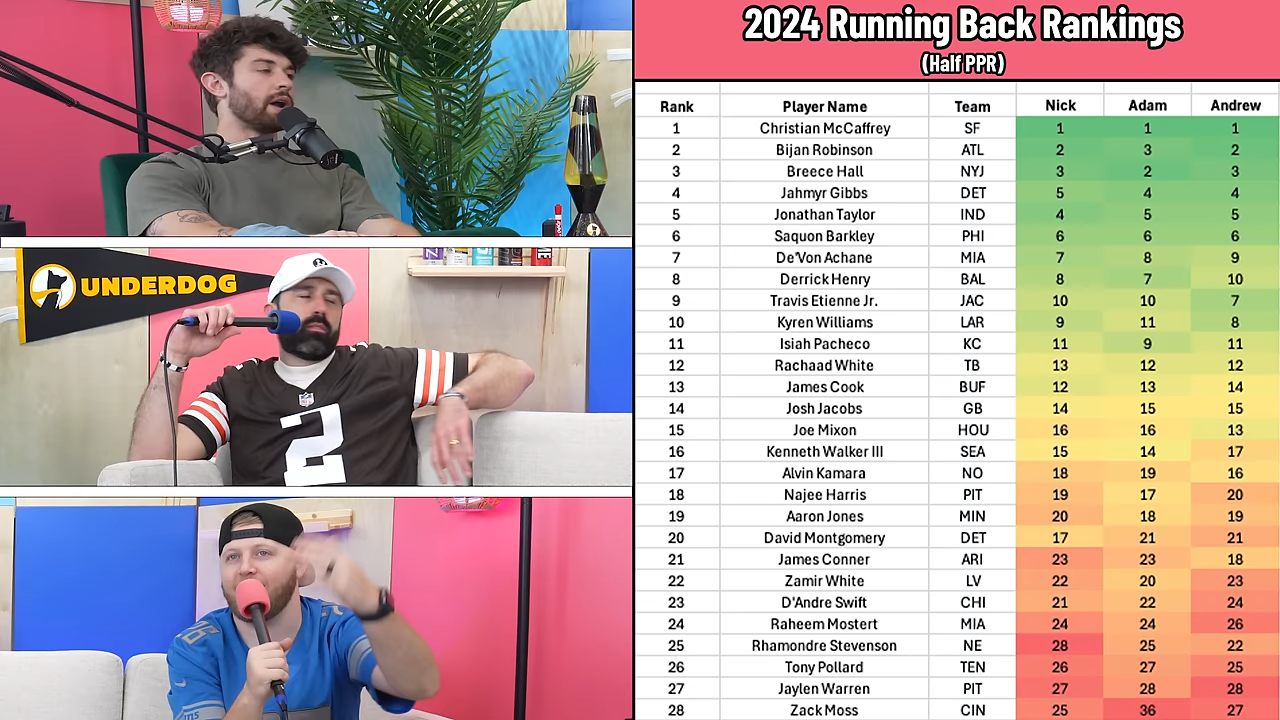 UNDERDOG
2
2024 Running Back Rankings
(Half PPR)
Rank Player Name Team Nick Adam Andrew
1 Christian McCaffrey SF 1 1 1
2 Bijan Robinson ATL 2 3 2
3 Breece Hall NYJ 3 2 3
4 Jahmyr Gibbs DET 5 4 4
5 Jonathan Taylor IND 4 5 5
6 Saquon Barkley PHI 6 6 6
7 De'Von Achane MIA 7 8 9
8 Derrick Henry BAL 8 7 10
9 Travis Etienne Jr. JAC 10 10 7
10 Kyren Williams LAR 9 11 8
11 Isiah Pacheco KC 11 9 11
12 Rachaad White TB 13 12 12
13 James Cook BUF 12 13 14
14 Josh Jacobs GB 14 15 15
15 Joe Mixon HOU 16 16 13
16 Kenneth Walker III SEA 15 14 17
17 Alvin Kamara NO 18 19 16
18 Najee Harris PIT 19 17 20
19 Aaron Jones MIN 20 18 19
20 David Montgomery DET 17 21 21
21 James Conner ARI 23 23 18
22 Zamir White LV 22 20 23
23 D'Andre Swift CHI 21 22 24
24 Raheem Mostert MIA 24 24 26
25 Rhamondre Stevenson NE 28 25 22
26 Tony Pollard TEN 26 27 25
27 Jaylen Warren PIT 27 28 28
28 Zack Moss CIN 25 36 27